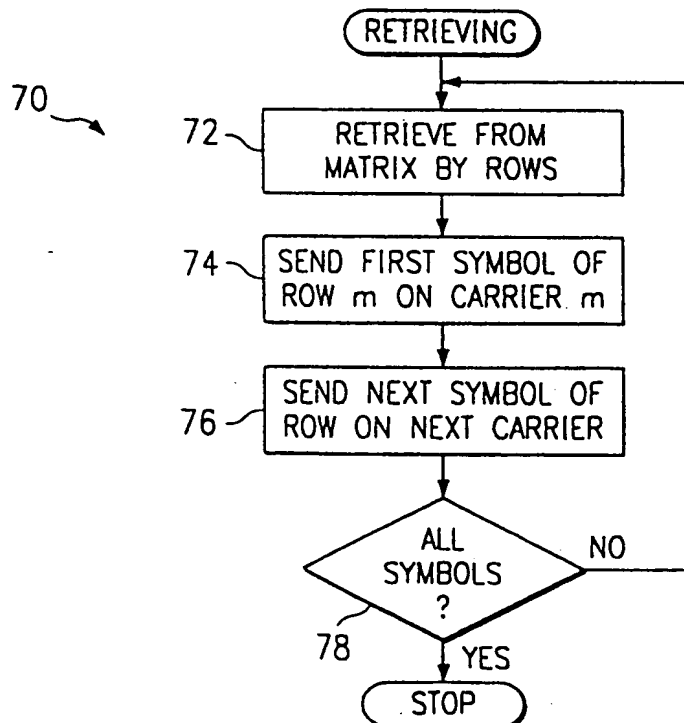 RETRIEVING
70
72
RETRIEVE FROM
MATRIX BY ROWS
74
SEND FIRST SYMBOL OF
ROW m ON CARRIER m
76
SEND NEXT SYMBOL OF
ROW ON NEXT CARRIER
ALL
SYMBOLS
?
NO
78
YES
STOP